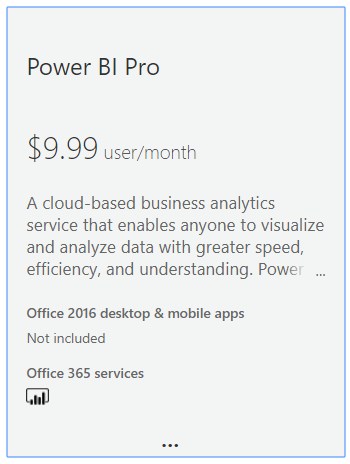 Power BI Pro
$9.99 user/month
A cloud-based business analytics
service that enables anyone to visualize
and analyze data with greater speed,
efficiency, and understanding. Power ...
Office 2016 desktop & mobile apps
Not included
Office 365 services
...